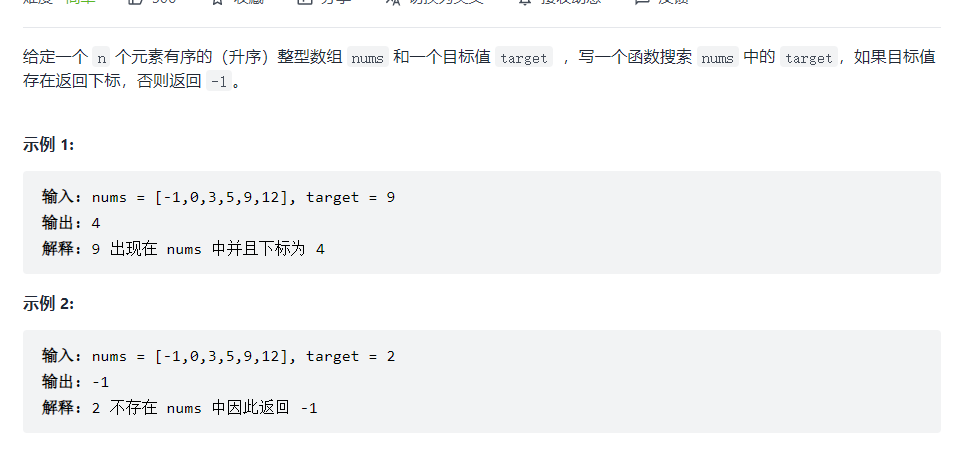 给定一个 n 个元素有序的（升序）整型数组 nums 和一个目标值 target ，写一个函数搜索 nums 中的 target，如果目标值
存在返回下标，否则返回 -1。
示例 1:
输入: nums = [-1,0,3,5,9,12], target = 9
输出: 4
解释: 9 出现在 nums 中并且下标为 4
示例 2:
输入: nums = [-1,0,3,5,9,12], target = 2
输出: -1
解释: 2 不存在 nums 中因此返回 -1